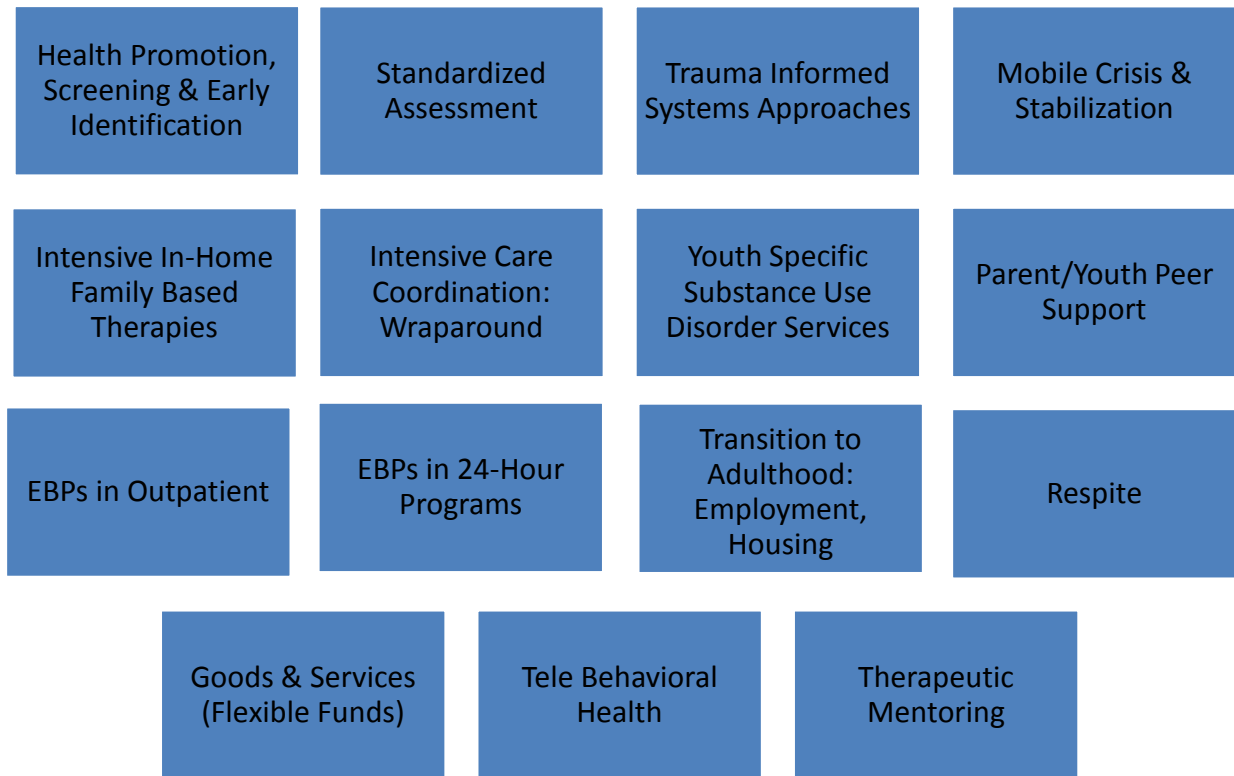 Health Promotion,
Screening & Early
Identification
Standardized
Assessment
Trauma Informed
Systems Approaches
Mobile Crisis &
Stabilization
Intensive In-Home
Family Based
Therapies
Intensive Care
Coordination:
Wraparound
Youth Specific
Substance Use
Disorder Services
Parent/Youth Peer
Support
EBPs in Outpatient
EBPs in 24-Hour
Programs
Transition to
Adulthood:
Employment,
Housing
Respite
Goods & Services
(Flexible Funds)
Tele Behavioral
Health
Therapeutic
Mentoring